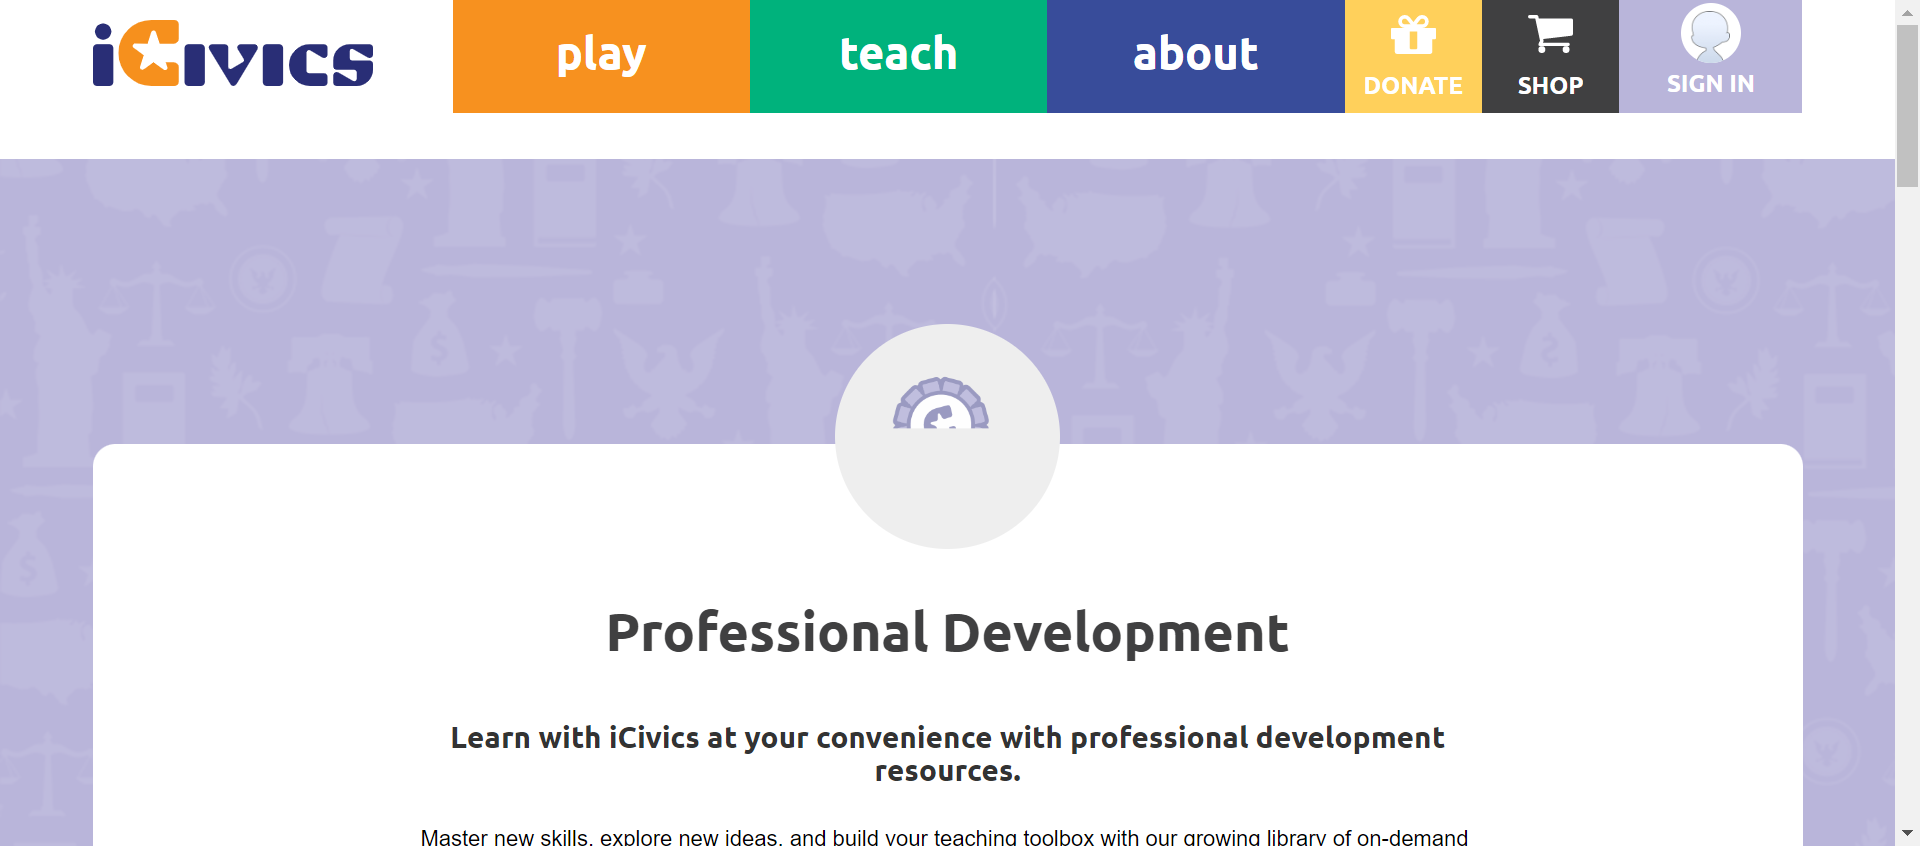 iCivics
play
teach
about
DONATE
SHOP
SIGN IN
Professional Development
Learn with iCivics at your convenience with professional development
resources.
Master new skills, explore new ideas, and build your teaching toolbox with our growing library of on-demand